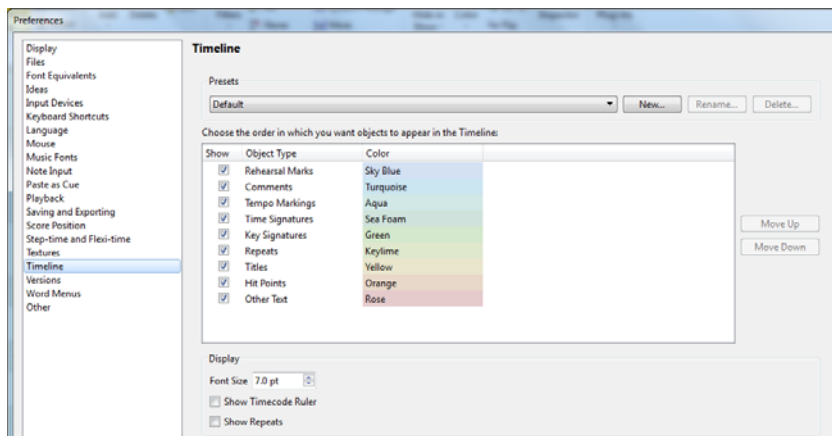 Preferences
Display
Files
Font Equivalents
Ideas
Input Devices
Keyboard Shortcuts
Language
Mouse
Music Fonts
Note Input
Paste as Cue
Playback
Saving and Exporting
Score Position
Step-time and Flexi-time
Textures
Timeline
Versions
Word Menus
Other
Timeline
Presets
Default New... Rename... Delete...
Choose the order in which you want objects to appear in the Timeline:
Show Object Type Color
Rehearsal Marks Sky Blue
Comments Turquoise
Tempo Markings Aqua
Time Signatures Sea Foam
Key Signatures Green
Repeats Keylime
Titles Yellow
Hit Points Orange
Other Text Rose
Move Up
Move Down
Display
Font Size 7.0 pt
Show Timecode Ruler
Show Repeats